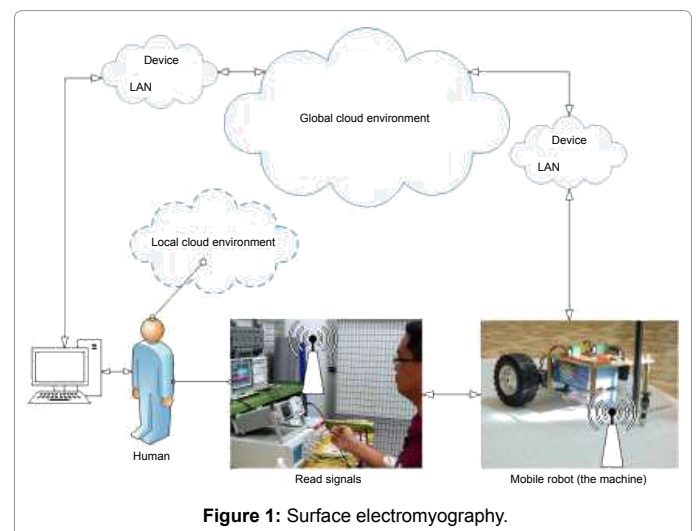 Device
LAN
Global cloud environment
Device
LAN
Local cloud environment
Human
Read signals
Mobile robot (the machine)
Figure 1: Surface electromyography.